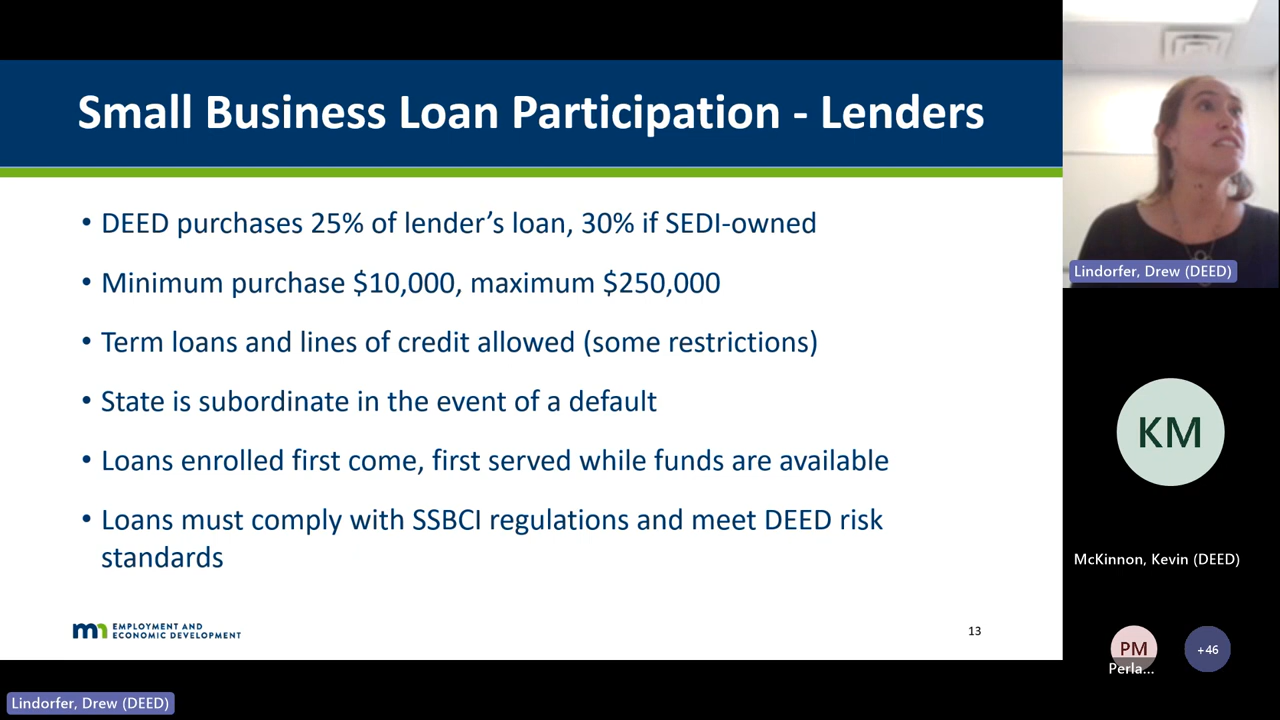 Small Business Loan Participation - Lenders
• DEED purchases 25% of lender’s loan, 30% if SEDI-owned
• Minimum purchase $10,000, maximum $250,000
• Term loans and lines of credit allowed (some restrictions)
• State is subordinate in the event of a default
• Loans enrolled first come, first served while funds are available
• Loans must comply with SSBCI regulations and meet DEED risk
standards
mn EMPLOYMENT AND
ECONOMIC DEVELOPMENT
13
Lindorfer, Drew (DEED)
KM
McKinnon, Kevin (DEED)
PM
+46
Perla...
Lindorfer, Drew (DEED)